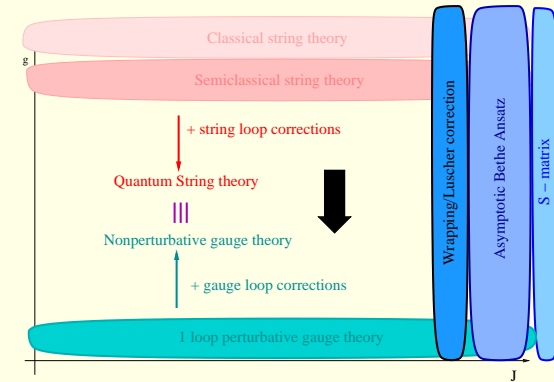 Classical string theory
g
Semiclassical string theory
+ string loop corrections
Quantum String theory
Nonperturbative gauge theory
+ gauge loop corrections
1 loop perturbative gauge theory
J
Wrapping/Luscher correction
Asymptotic Bethe Ansatz
S − matrix